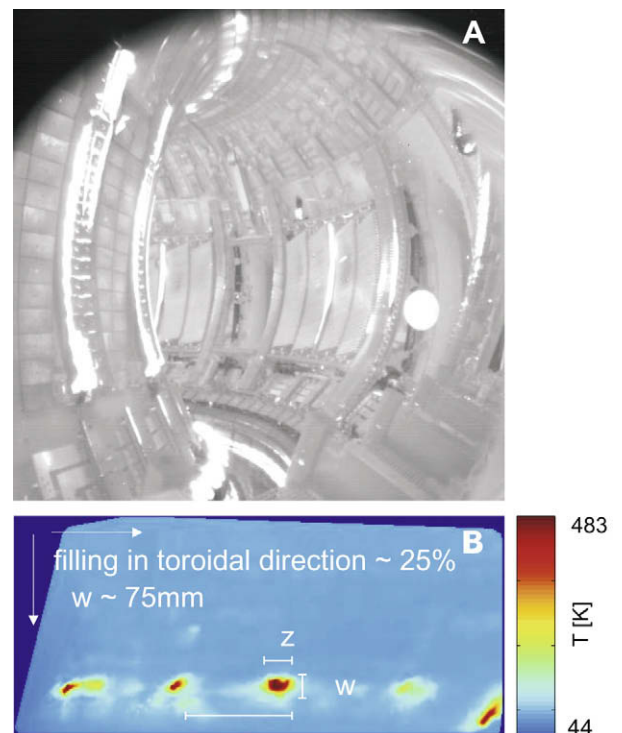 A
B
filling in toroidal direction ~ 25%
w ~ 75mm
z
w
483
T [K]
44